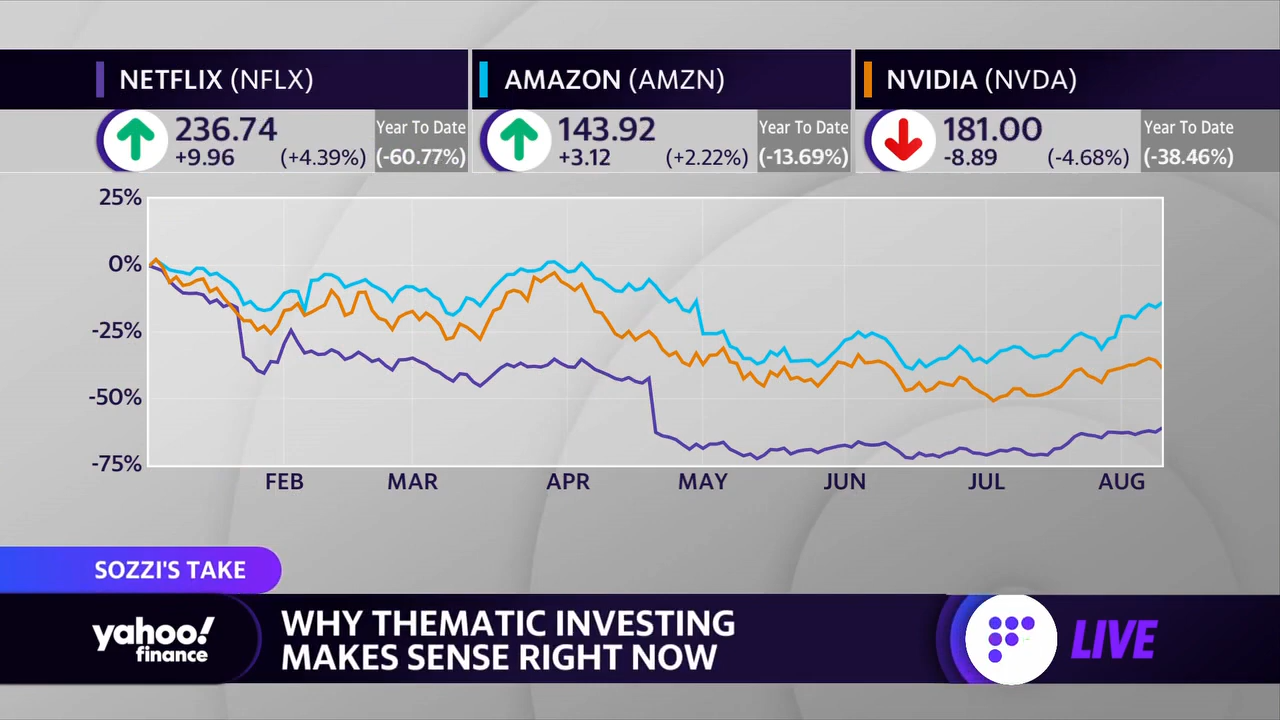 NETFLIX (NFLX)
236.74
+9.96 (+4.39%)
Year To Date
(-60.77%)
AMAZON (AMZN)
143.92
+3.12 (+2.22%)
Year To Date
(-13.69%)
NVIDIA (NVDA)
181.00
-8.89 (-4.68%)
Year To Date
(-38.46%)
25%
0%
-25%
-50%
-75%
FEB MAR APR MAY JUN JUL AUG
SOZZI'S TAKE
yahoo!
finance
WHY THEMATIC INVESTING
MAKES SENSE RIGHT NOW
LIVE